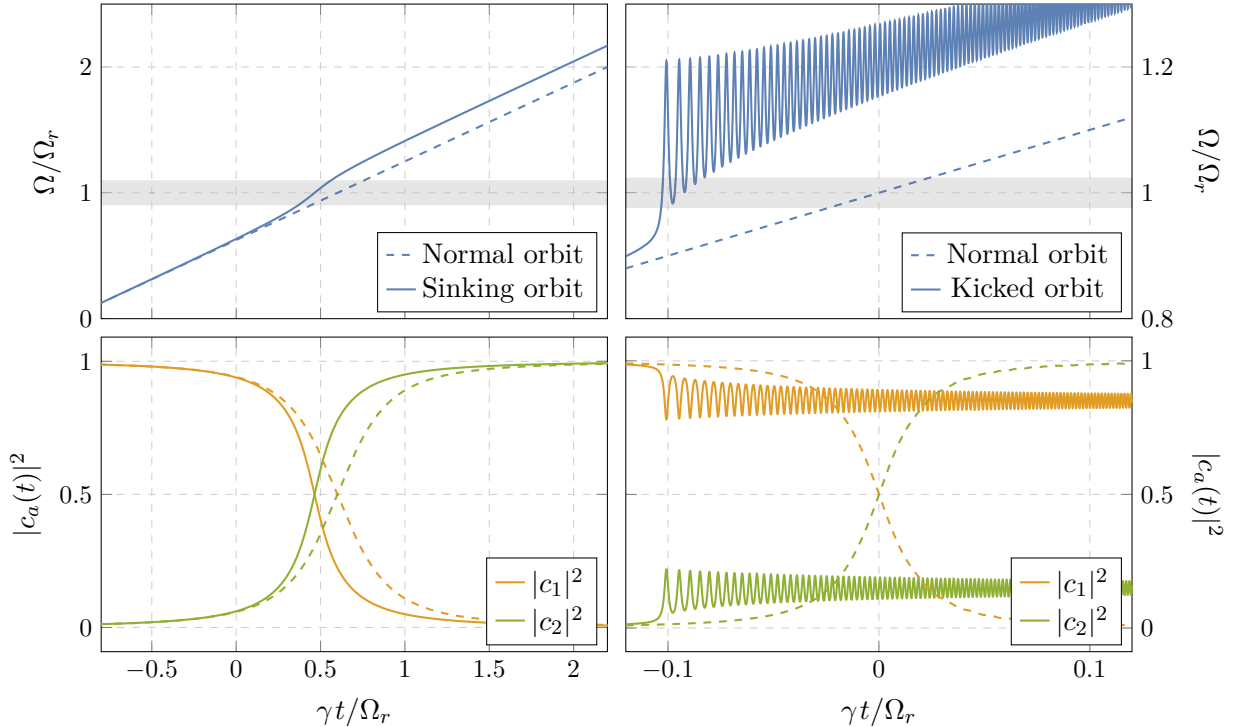 2
1
0
Ω/Ω_r
Normal orbit
Sinking orbit
1.2
1
0.8
Ω/Ω_r
Normal orbit
Kicked orbit
1
0.5
0
|c_a(t)|^2
|c_1|^2
|c_2|^2
−0.5 0 0.5 1 1.5 2
γt/Ω_r
1
0.5
0
|c_a(t)|^2
|c_1|^2
|c_2|^2
−0.1 0 0.1
γt/Ω_r